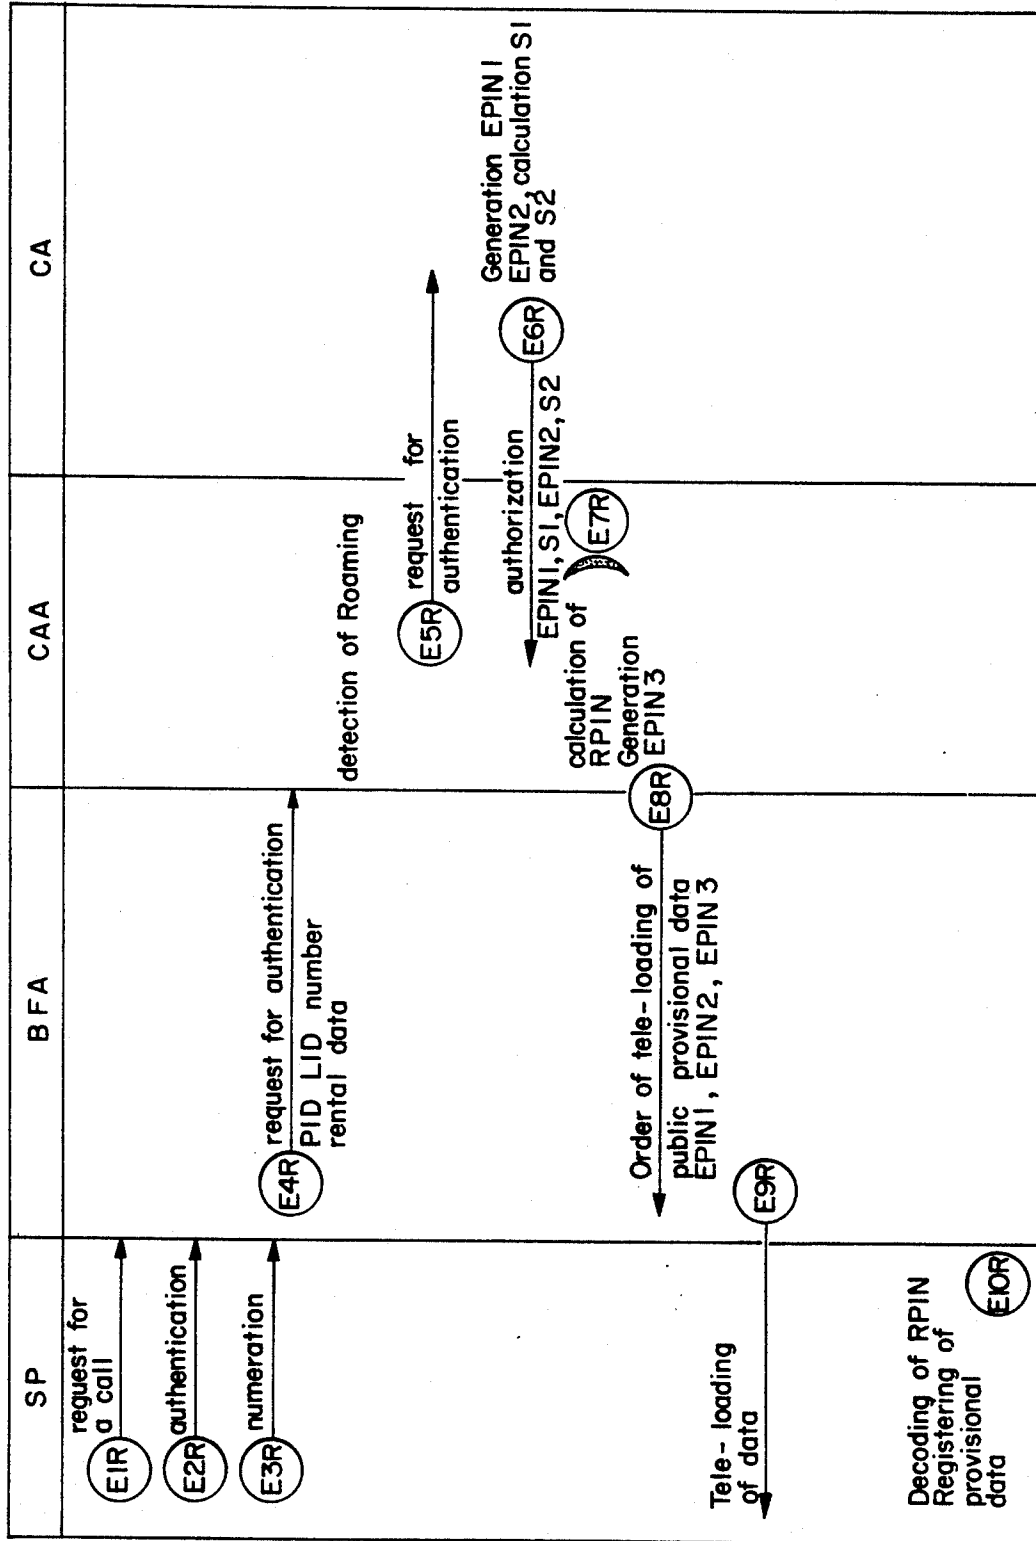 SP
BFA
CAA
CA
request for
a call
E1R
authentication
E2R
numeration
E3R
request for authentication
E4R
PID LID number
rental data
detection of Roaming
request for
E5R
authentication
Generation EPIN1
EPIN2, calculation S1
and S2
E6R
authorization
EPIN1, S1, EPIN2, S2
E7R
calculation of
RPIN
Generation
EPIN3
E8R
Order of tele-loading of
public provisional data
EPIN1, EPIN2, EPIN3
E9R
Tele-loading
of data
Decoding of RPIN
Registering of
provisional
data
E10R